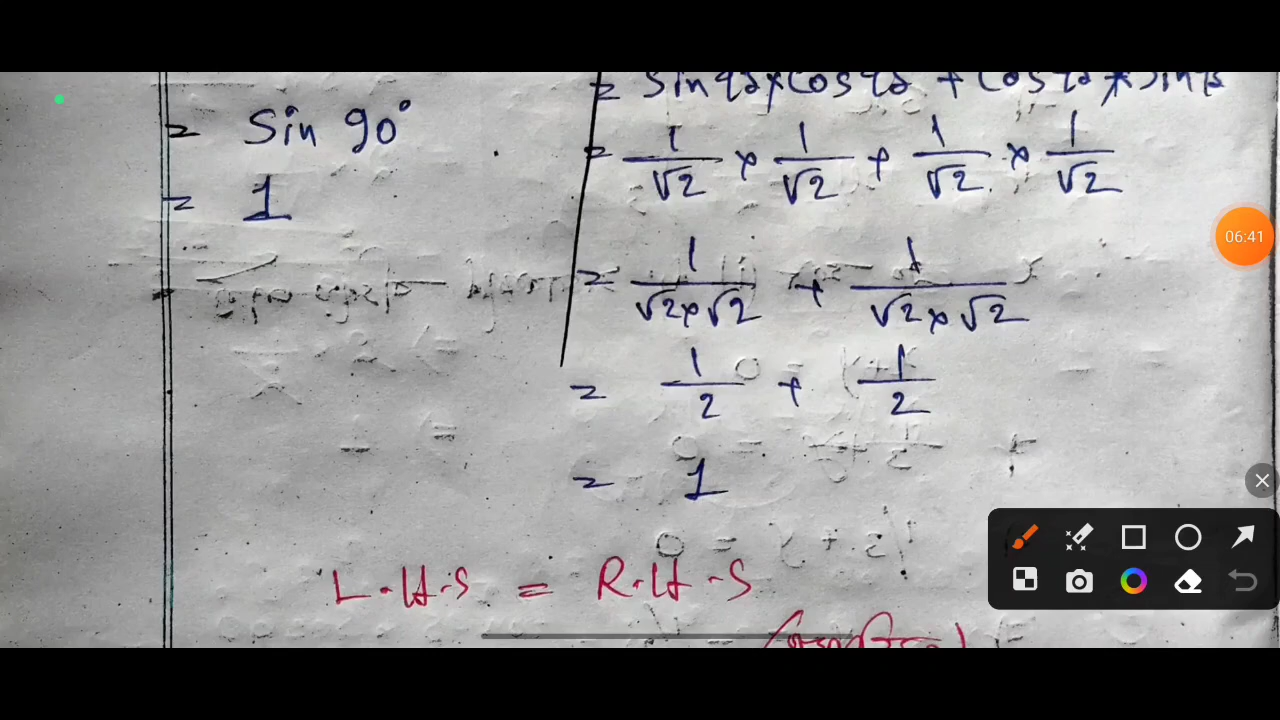 = Sin 90°
= 1
= Sin45×Cos45 + Cos45×Sin45
= 1/√2 × 1/√2 + 1/√2 × 1/√2
= 1/√2×√2 + 1/√2×√2
= 1/2 + 1/2
= 1
L.H.S = R.H.S
06:41